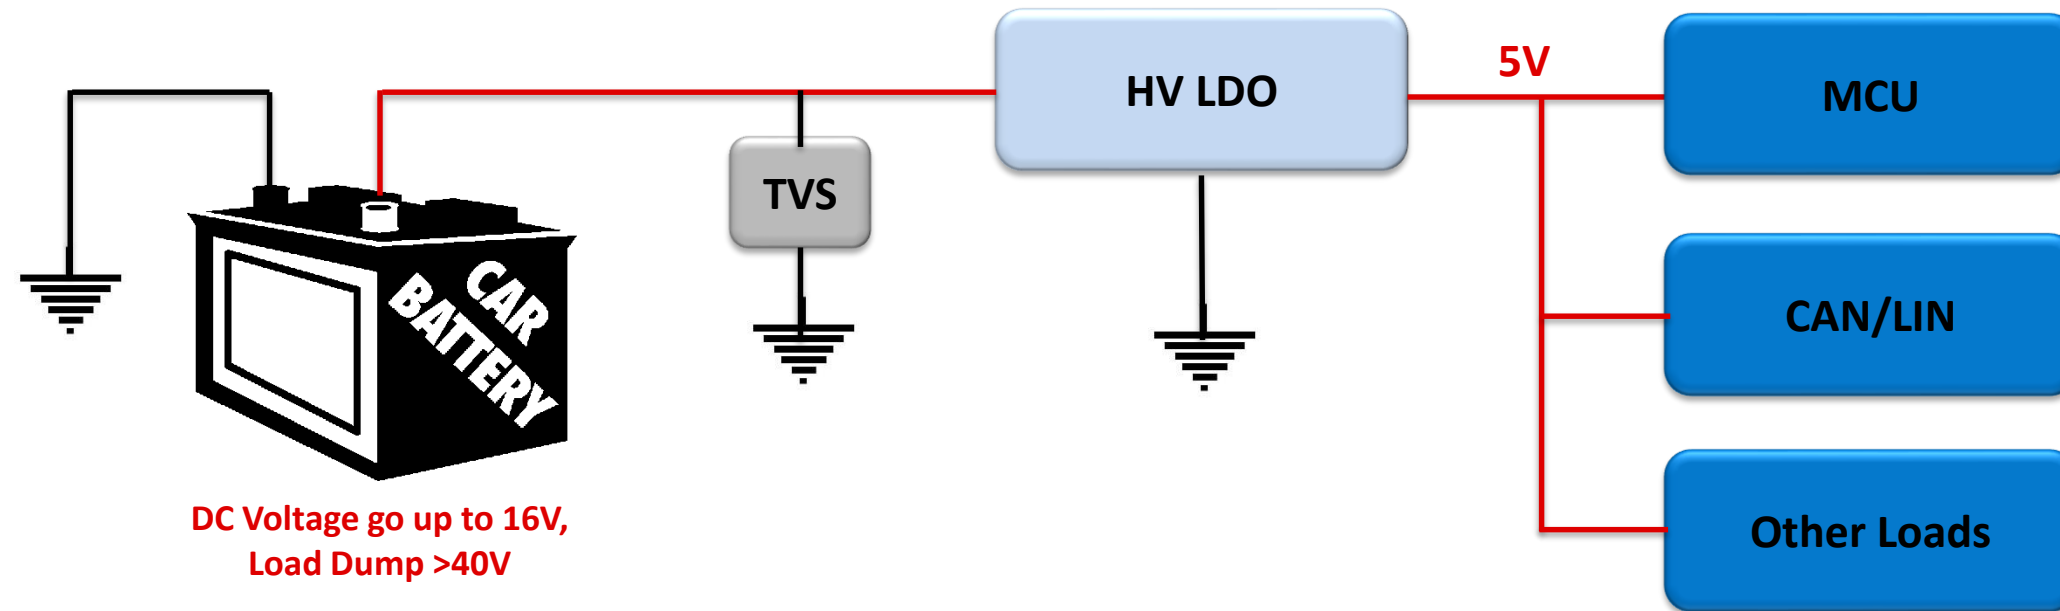 HV LDO
5V
MCU
TVS
CAR
BATTERY
CAN/LIN
DC Voltage go up to 16V,
Load Dump >40V
Other Loads